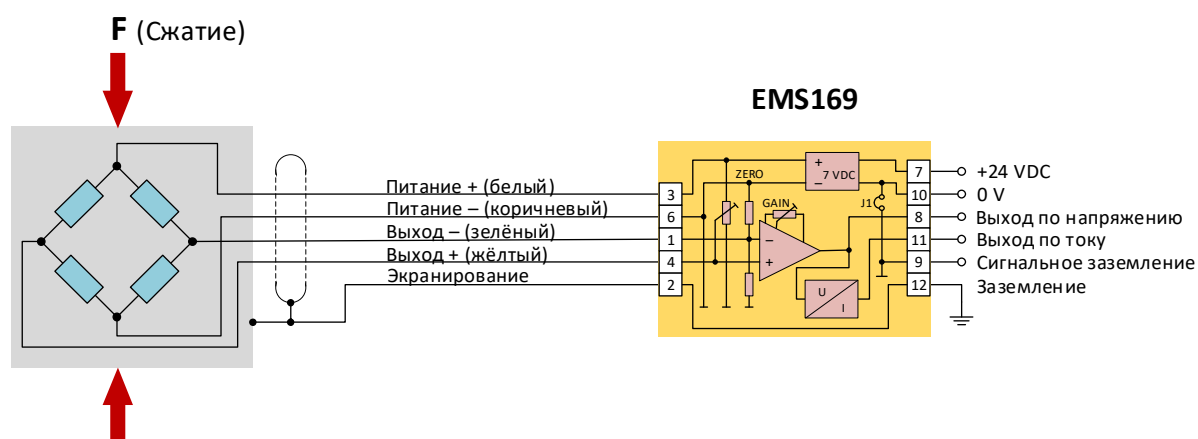 F (Сжатие)
EMS169
Питание + (белый)
Питание – (коричневый)
Выход – (зелёный)
Выход + (жёлтый)
Экранирование
3
6
1
4
2
ZERO
GAIN
+
–
7 VDC
J1
–
+
U
I
7
10
8
11
9
12
+24 VDC
0 V
Выход по напряжению
Выход по току
Сигнальное заземление
Заземление